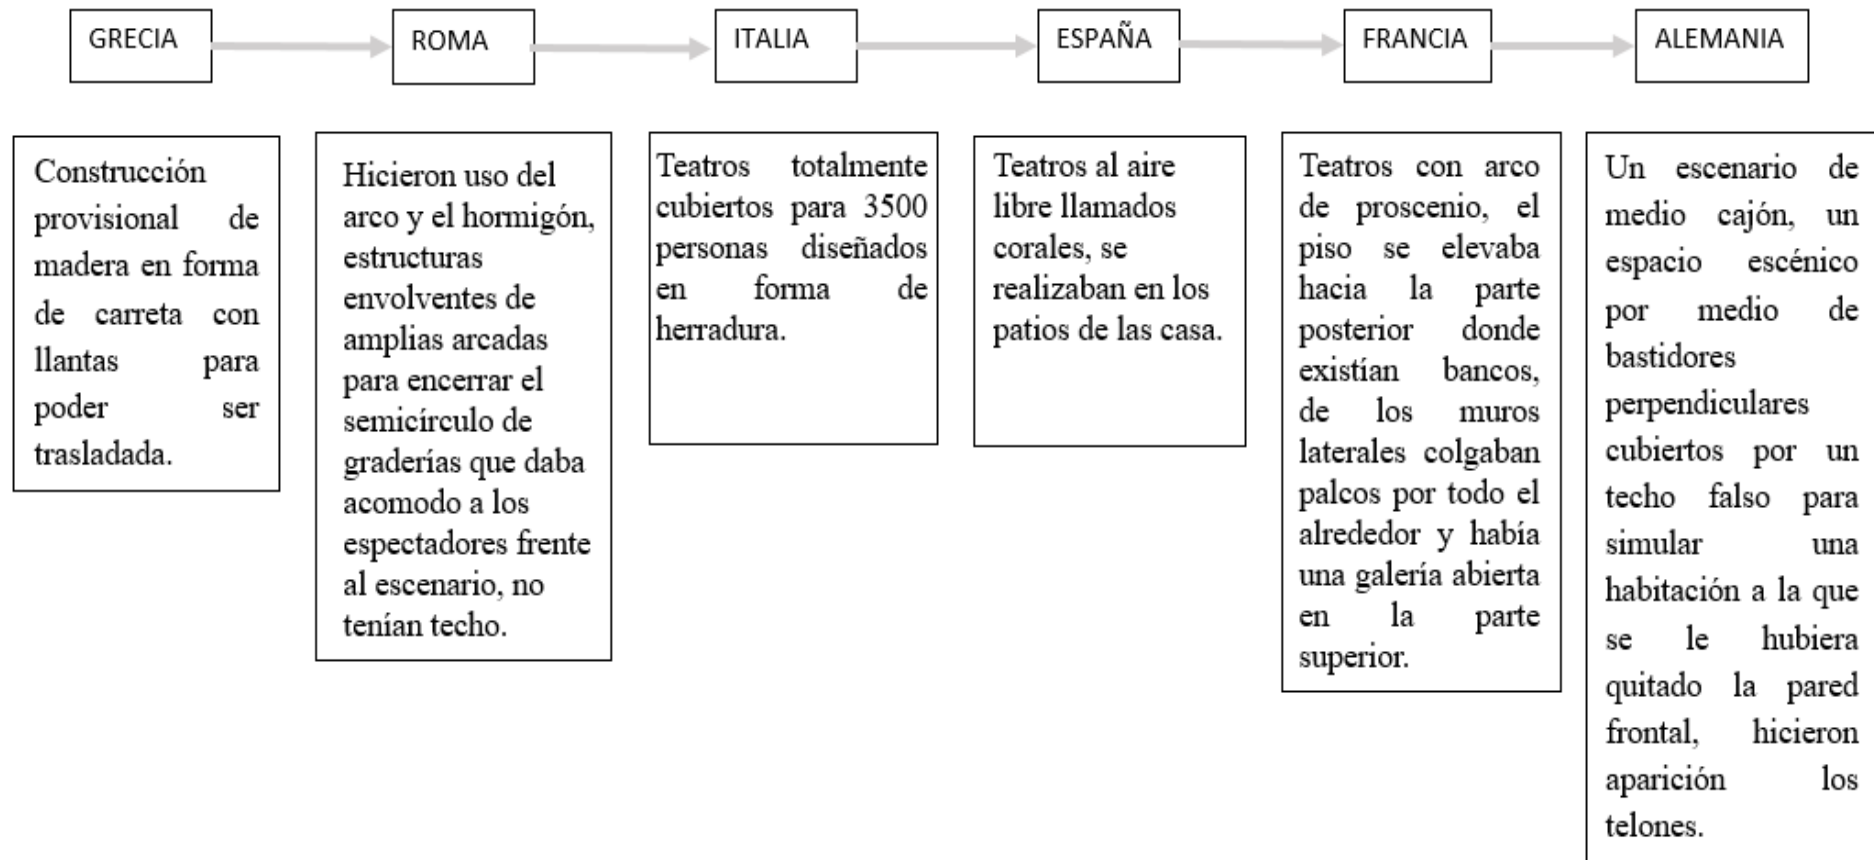 GRECIA
ROMA
ITALIA
ESPAÑA
FRANCIA
ALEMANIA
Construcción
provisional de
madera en forma
de carreta con
llantas para
poder ser
trasladada.
Hicieron uso del
arco y el hormigón,
estructuras
envolventes de
amplias arcadas
para encerrar el
semicírculo de
graderías que daba
acomodo a los
espectadores frente
al escenario, no
tenían techo.
Teatros totalmente
cubiertos para 3500
personas diseñados
en forma de
herradura.
Teatros al aire
libre llamados
corales, se
realizaban en los
patios de las casa.
Teatros con arco
de proscenio, el
piso se elevaba
hacia la parte
posterior donde
existían bancos,
de los muros
laterales colgaban
palcos por todo el
alrededor y había
una galería abierta
en la parte
superior.
Un escenario de
medio cajón, un
espacio escénico
por medio de
bastidores
perpendiculares
cubiertos por un
techo falso para
simular una
habitación a la que
se le hubiera
quitado la pared
frontal, hicieron
aparición los
telones.